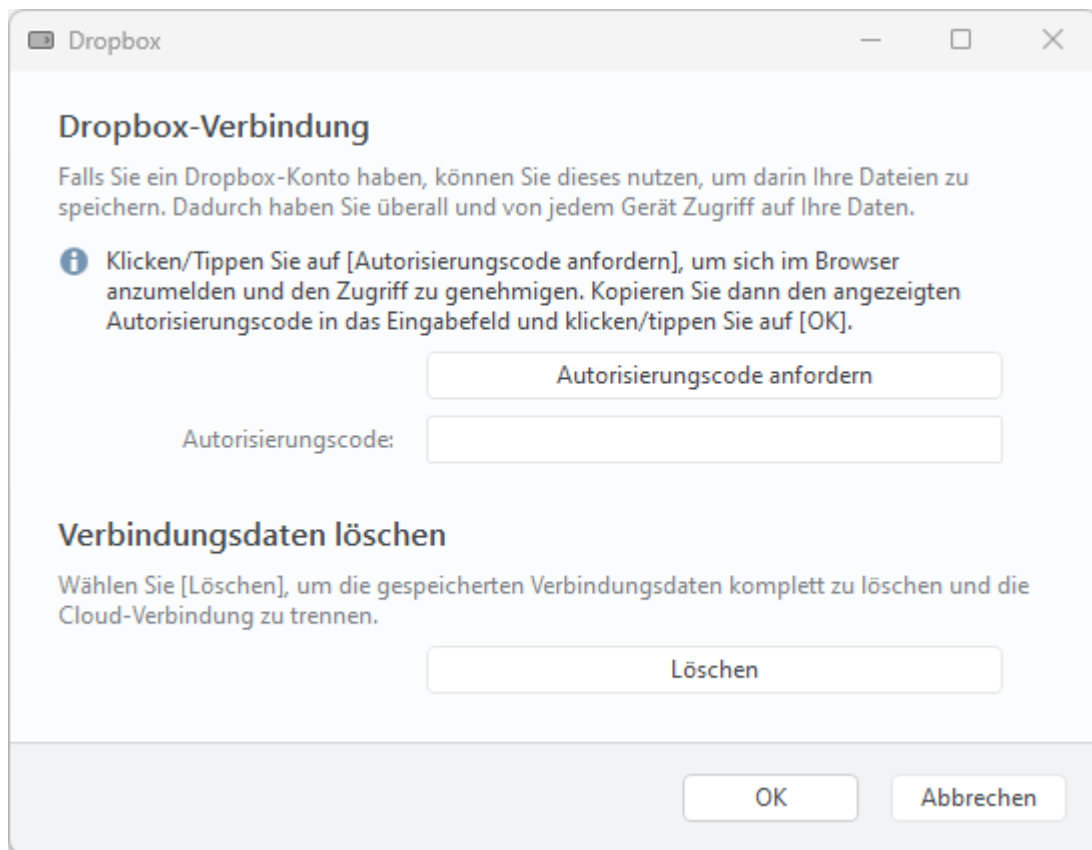 Dropbox
Dropbox-Verbindung
Falls Sie ein Dropbox-Konto haben, können Sie dieses nutzen, um darin Ihre Dateien zu
speichern. Dadurch haben Sie überall und von jedem Gerät Zugriff auf Ihre Daten.
Klicken/Tippen Sie auf [Autorisierungscode anfordern], um sich im Browser
anzumelden und den Zugriff zu genehmigen. Kopieren Sie dann den angezeigten
Autorisierungscode in das Eingabefeld und klicken/tippen Sie auf [OK].
Autorisierungscode anfordern
Autorisierungscode:
Verbindungsdaten löschen
Wählen Sie [Löschen], um die gespeicherten Verbindungsdaten komplett zu löschen und die
Cloud-Verbindung zu trennen.
Löschen
OK Abbrechen